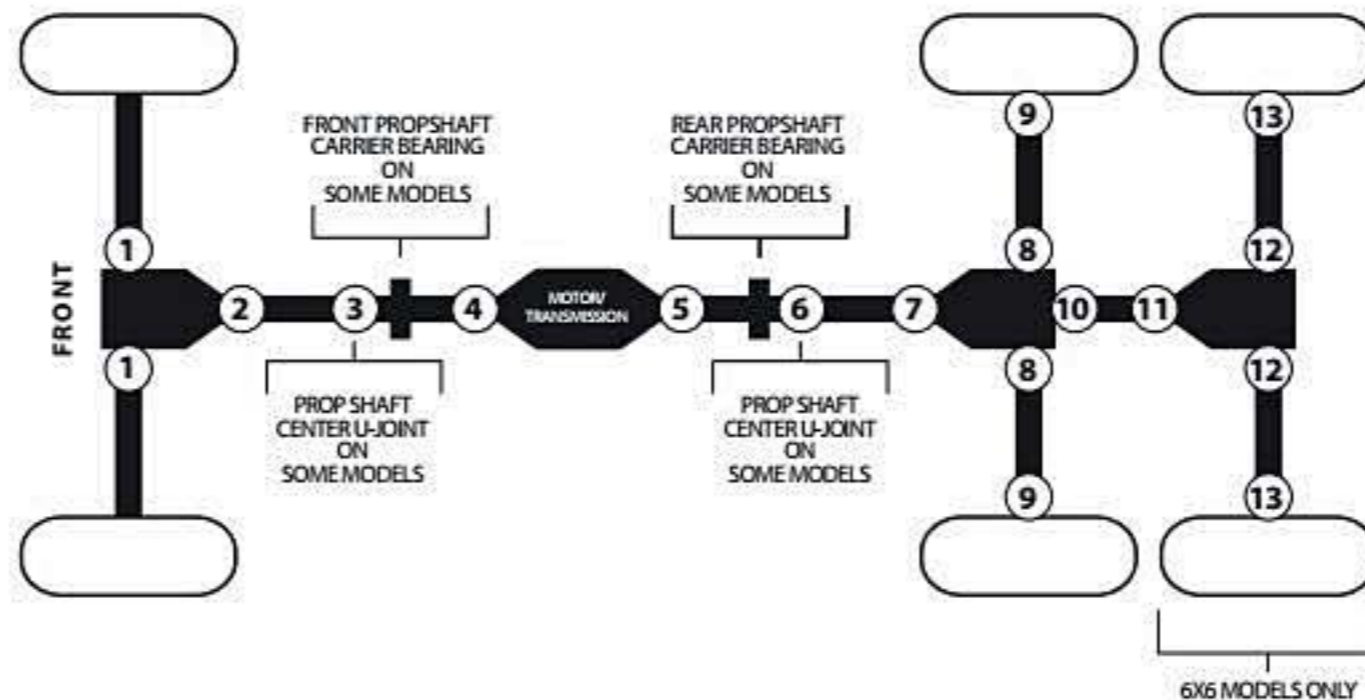 FRONT PROPSHAFT
CARRIER BEARING
ON
SOME MODELS
REAR PROPSHAFT
CARRIER BEARING
ON
SOME MODELS
9
13
1
8
12
FRONT
2
3
4
MOTOR/
TRANSMISSION
5
6
7
10
11
1
8
12
PROP SHAFT
CENTER U-JOINT
ON
SOME MODELS
PROP SHAFT
CENTER U-JOINT
ON
SOME MODELS
9
13
6X6 MODELS ONLY